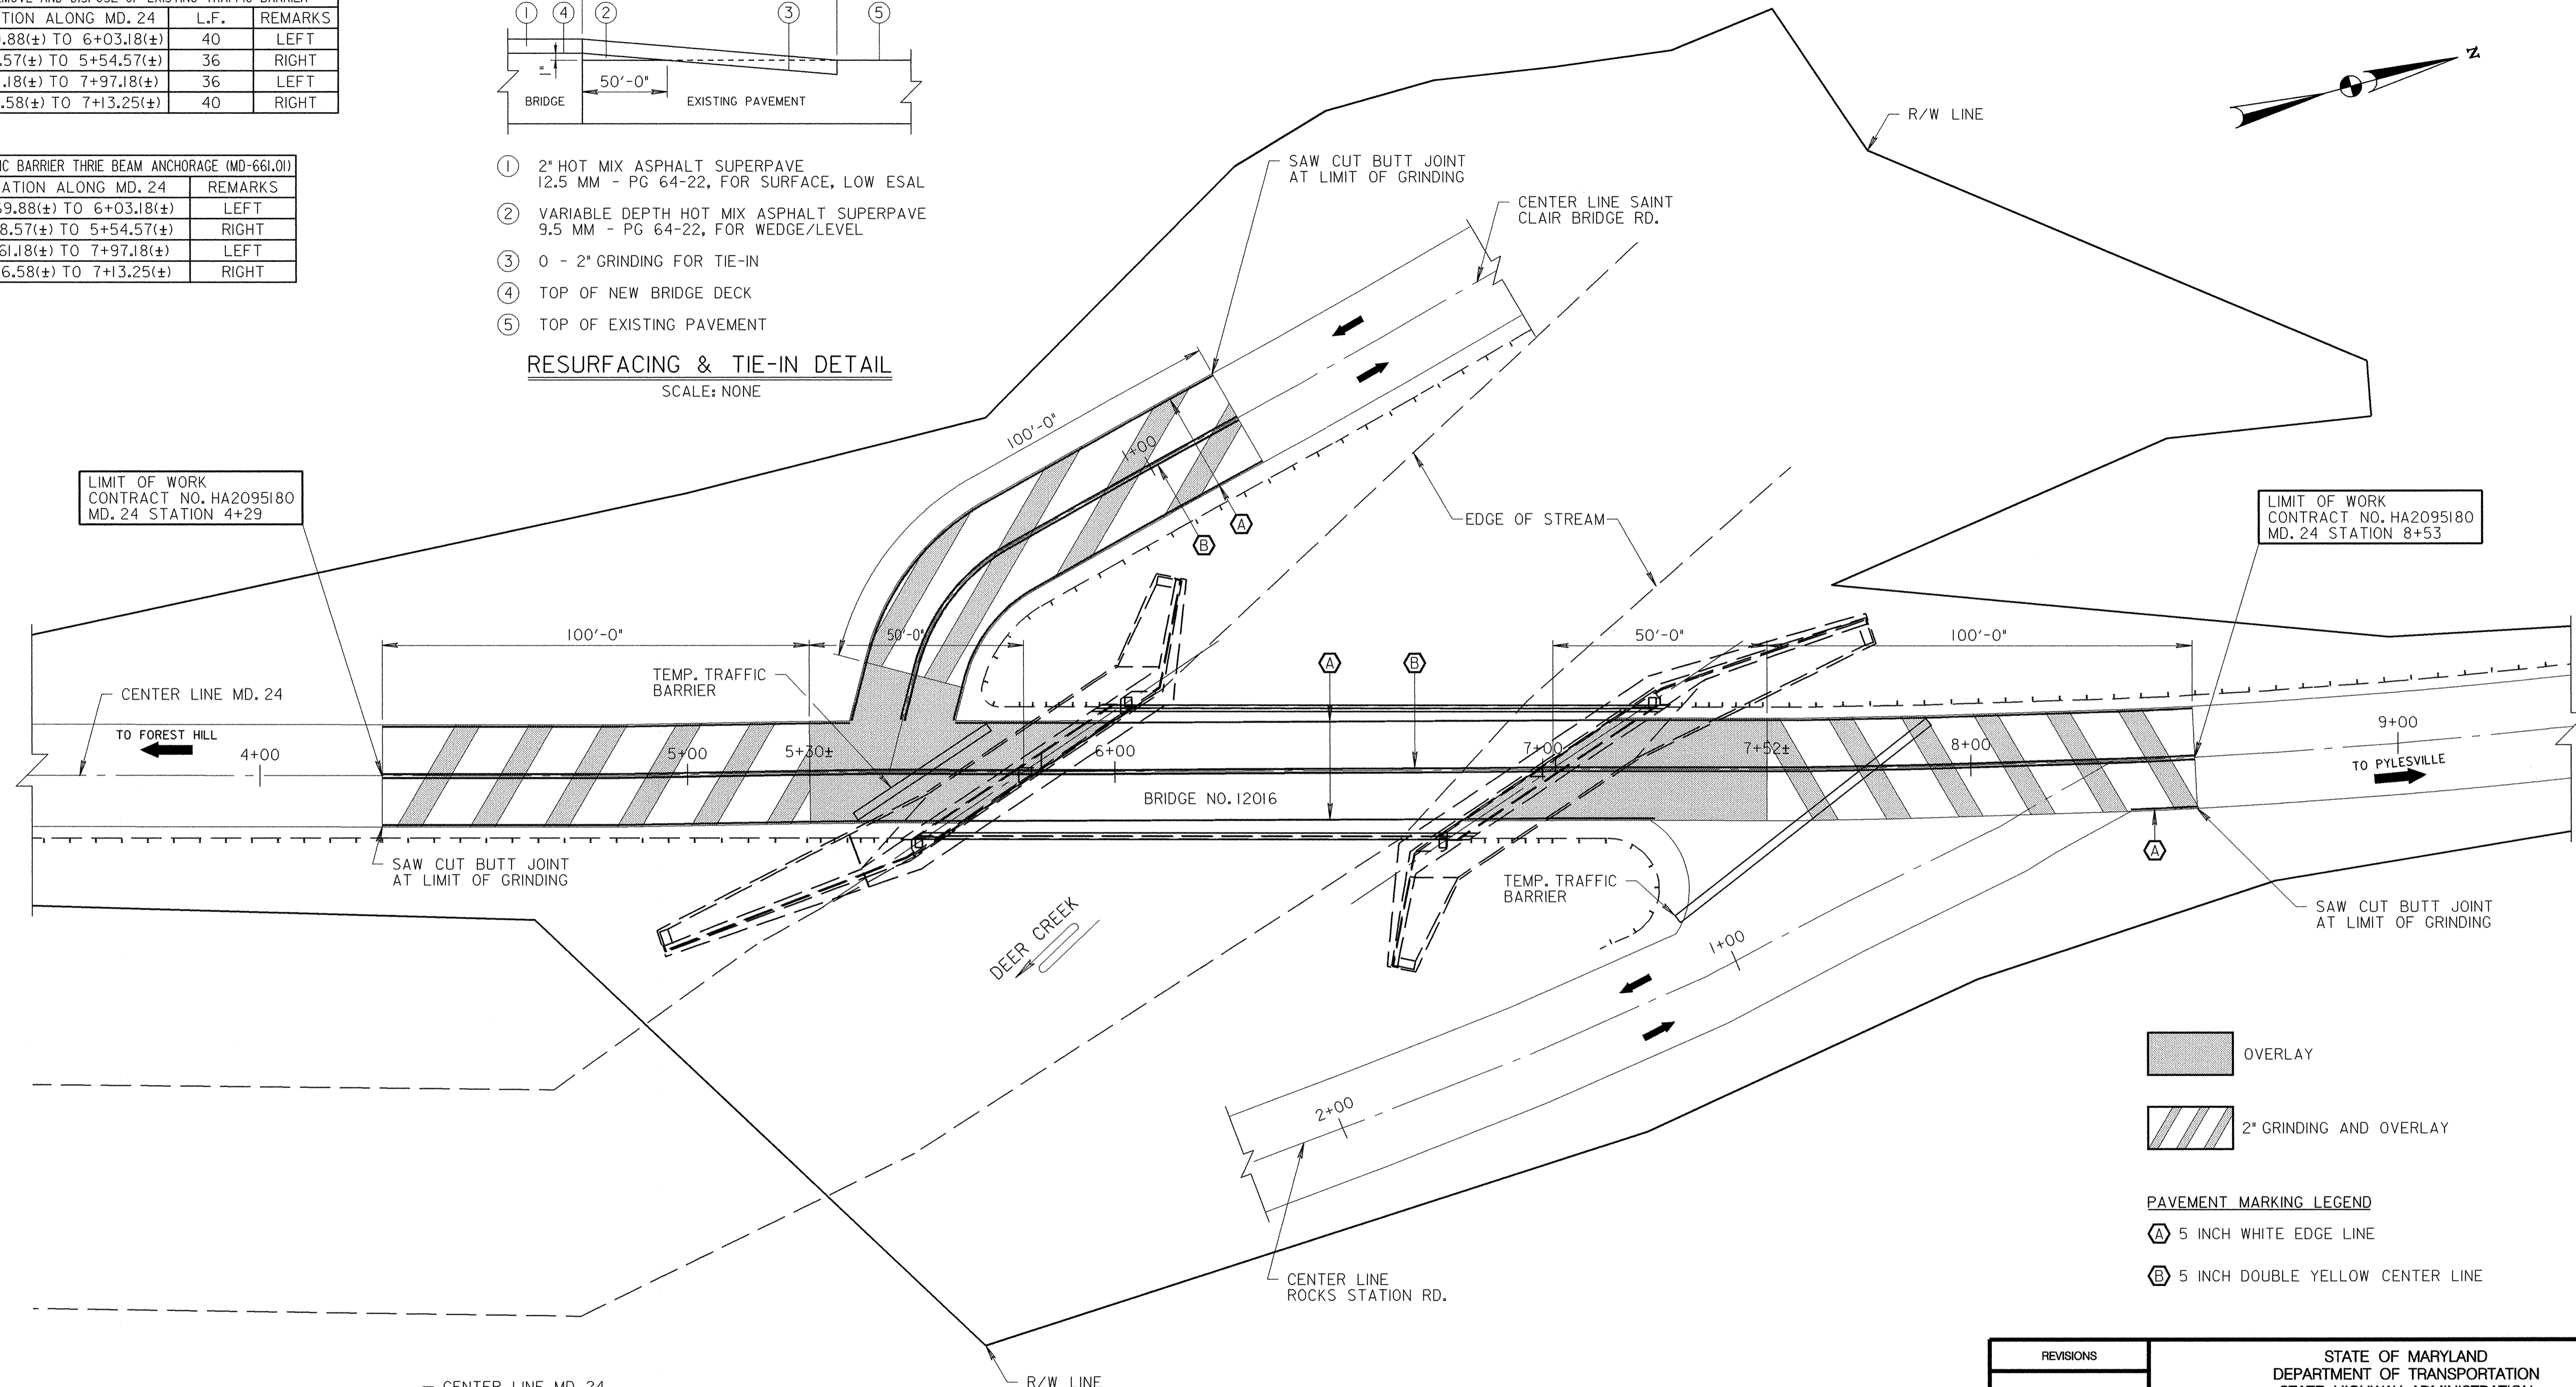 TION ALONG MD. 24 L.F. REMARKS
.88(±) TO 6+03.18(±) 40 LEFT
.57(±) TO 5+54.57(±) 36 RIGHT
.18(±) TO 7+97.18(±) 36 LEFT
.58(±) TO 7+13.25(±) 40 RIGHT
IC BARRIER THRIE BEAM ANCHORAGE (MD-661.01)
ATION ALONG MD. 24 REMARKS
69.88(±) TO 6+03.18(±) LEFT
8.57(±) TO 5+54.57(±) RIGHT
61.18(±) TO 7+97.18(±) LEFT
6.58(±) TO 7+13.25(±) RIGHT
1 4 2 3 5
50'-0"
BRIDGE EXISTING PAVEMENT
1 2" HOT MIX ASPHALT SUPERPAVE
12.5 MM - PG 64-22, FOR SURFACE, LOW ESAL
2 VARIABLE DEPTH HOT MIX ASPHALT SUPERPAVE
9.5 MM - PG 64-22, FOR WEDGE/LEVEL
3 0 - 2" GRINDING FOR TIE-IN
4 TOP OF NEW BRIDGE DECK
5 TOP OF EXISTING PAVEMENT
RESURFACING & TIE-IN DETAIL
SCALE: NONE
N
R/W LINE
SAW CUT BUTT JOINT
AT LIMIT OF GRINDING
CENTER LINE SAINT
CLAIR BRIDGE RD.
100'-0"
1+00
A
B
EDGE OF STREAM
LIMIT OF WORK
CONTRACT NO. HA2095180
MD. 24 STATION 4+29
LIMIT OF WORK
CONTRACT NO. HA2095180
MD. 24 STATION 8+53
100'-0" 50'-0" 50'-0" 100'-0"
A B
TEMP. TRAFFIC
BARRIER
CENTER LINE MD. 24
TO FOREST HILL
4+00 5+00 5+30± 6+00 7+00 7+52± 8+00 9+00
TO PYLESVILLE
BRIDGE NO. 12016
SAW CUT BUTT JOINT
AT LIMIT OF GRINDING
A
TEMP. TRAFFIC
BARRIER
SAW CUT BUTT JOINT
AT LIMIT OF GRINDING
DEER CREEK
1+00
2+00
CENTER LINE
ROCKS STATION RD.
OVERLAY
2" GRINDING AND OVERLAY
PAVEMENT MARKING LEGEND
A 5 INCH WHITE EDGE LINE
B 5 INCH DOUBLE YELLOW CENTER LINE
R/W LINE
CENTER LINE MD. 24
REVISIONS
STATE OF MARYLAND
DEPARTMENT OF TRANSPORTATION
STATE HIGHWAY ADMINISTRATION